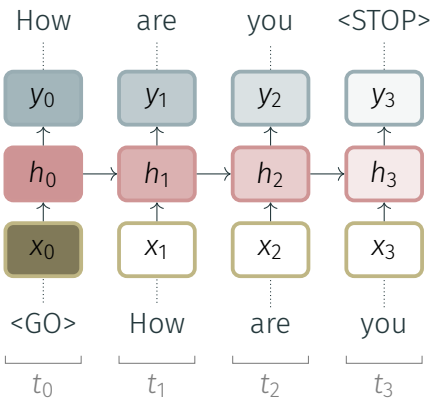 How are you <STOP>
y0 y1 y2 y3
h0 h1 h2 h3
x0 x1 x2 x3
<GO> How are you
t0 t1 t2 t3